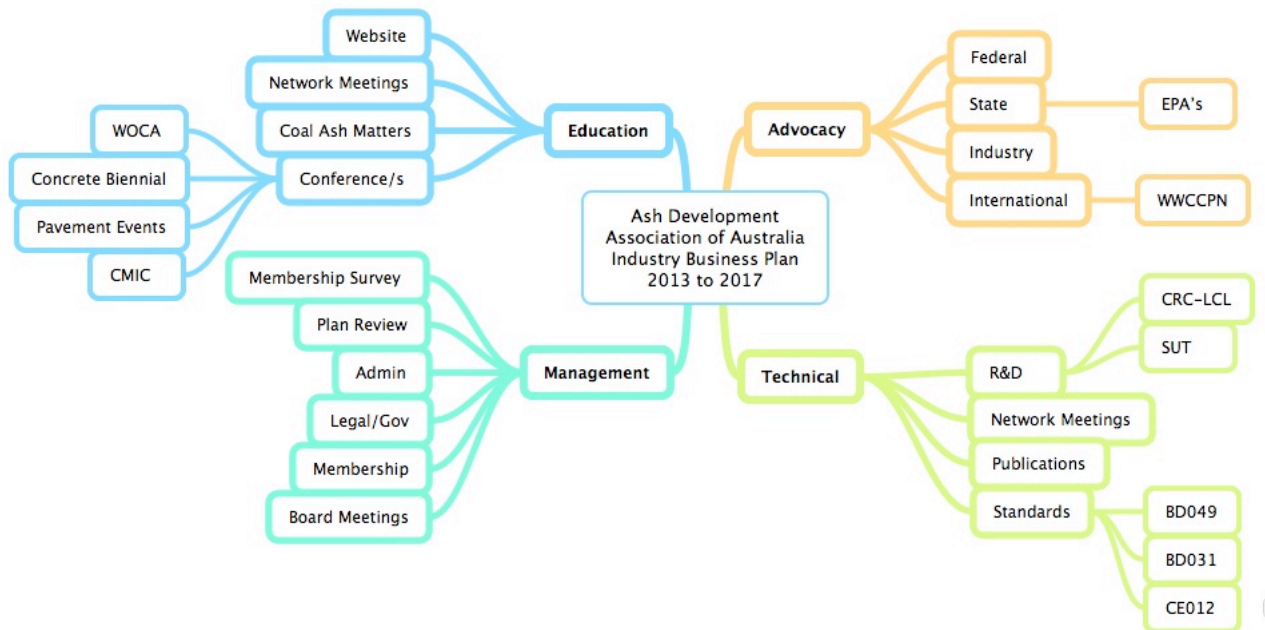 Website
Network Meetings
Coal Ash Matters
Conference/s
WOCA
Concrete Biennial
Pavement Events
CMIC
Education
Advocacy
Federal
State
Industry
International
EPA's
WWCCPN
Ash Development
Association of Australia
Industry Business Plan
2013 to 2017
Membership Survey
Plan Review
Admin
Legal/Gov
Membership
Board Meetings
Management
Technical
R&D
Network Meetings
Publications
Standards
CRC-LCL
SUT
BD049
BD031
CE012